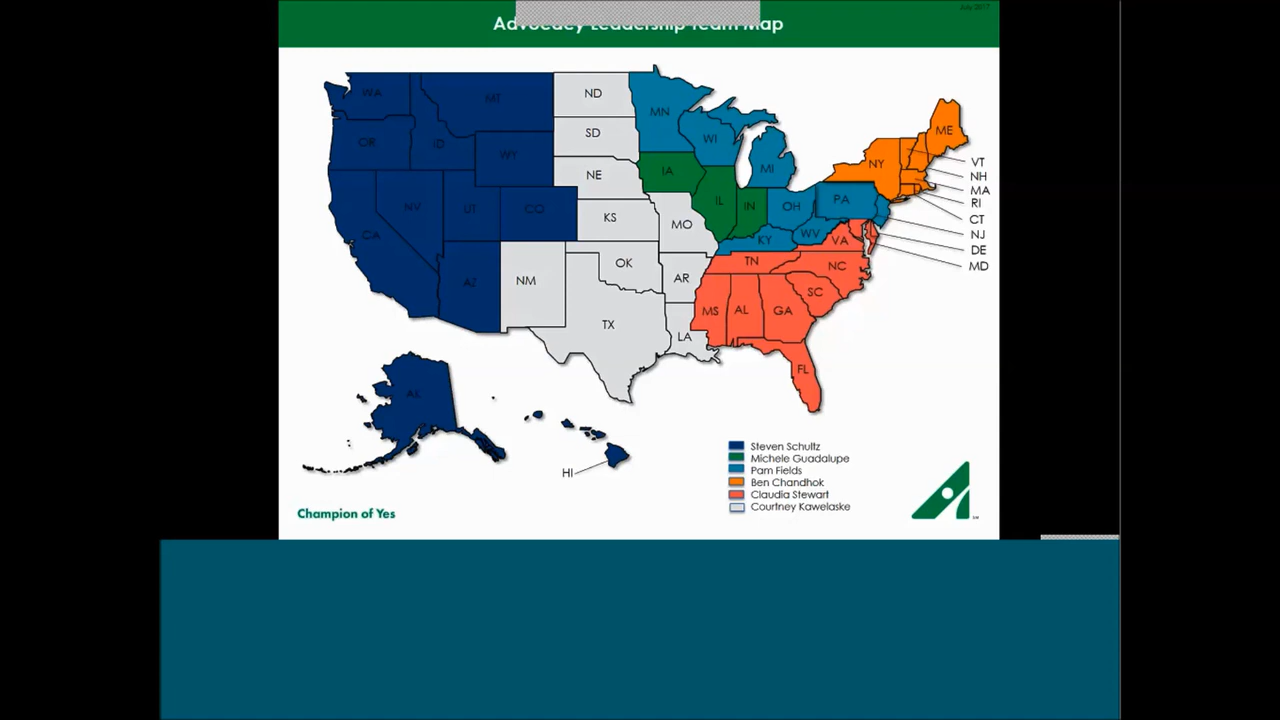 July 2017
Advocacy Leadership Team Map
WA
MT
ND
MN
ME
OR
ID
SD
WI
NY
VT
WY
MI
NH
NE
IA
MA
NV
UT
CO
IL
IN
OH
PA
RI
CA
KS
MO
WV
CT
KY
VA
NJ
AZ
NM
OK
AR
TN
NC
DE
MD
TX
MS
AL
GA
SC
LA
FL
AK
HI
Steven Schultz
Michele Guadalupe
Pam Fields
Ben Chandhok
Claudia Stewart
Courtney Kawelaske
Champion of Yes